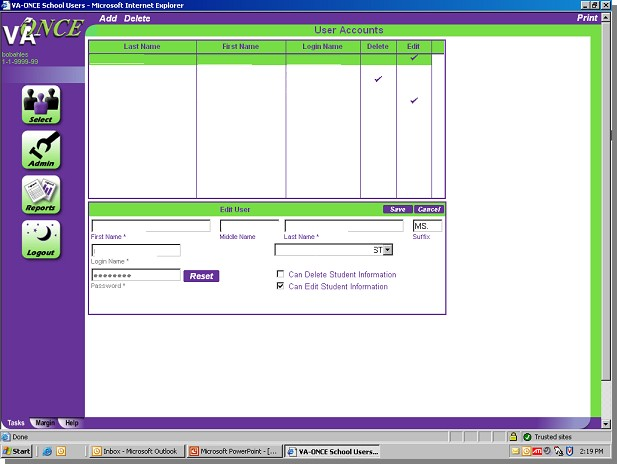 VA-ONCE School Users - Microsoft Internet Explorer
Add Delete
Print
VA ONCE
User Accounts
bobahles
1-1-9999-99
Last Name First Name Login Name Delete Edit
Select
Admin
Reports
Logout
Edit User Save Cancel
MS.
First Name * Middle Name Last Name * Suffix
ST
Login Name *
Reset
Can Delete Student Information
Password *
Can Edit Student Information
Tasks Margin Help
Done
Trusted sites
Start
Inbox - Microsoft Outlook
Microsoft PowerPoint - [...
VA-ONCE School Users...
2:19 PM